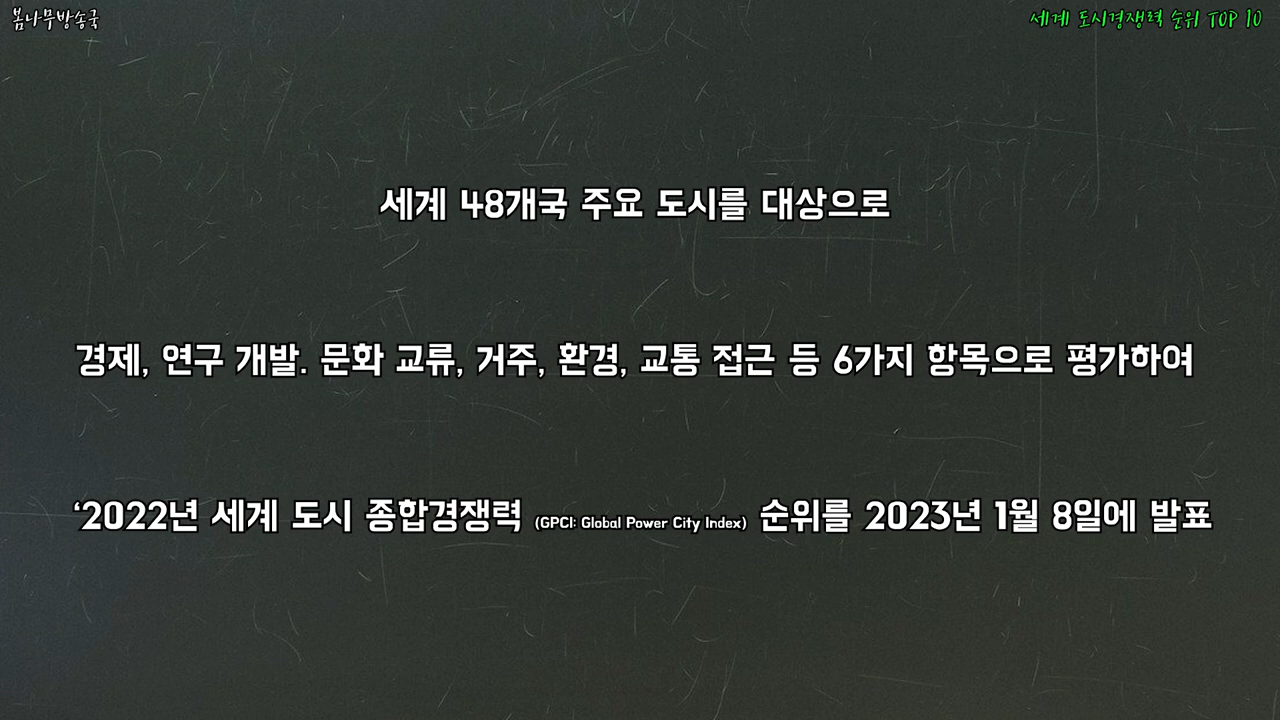 봄나무방송국
세계 도시경쟁력 순위 TOP 10
세계 48개국 주요 도시를 대상으로
경제, 연구 개발. 문화 교류, 거주, 환경, 교통 접근 등 6가지 항목으로 평가하여
‘2022년 세계 도시 종합경쟁력 (GPCI: Global Power City Index) 순위를 2023년 1월 8일에 발표